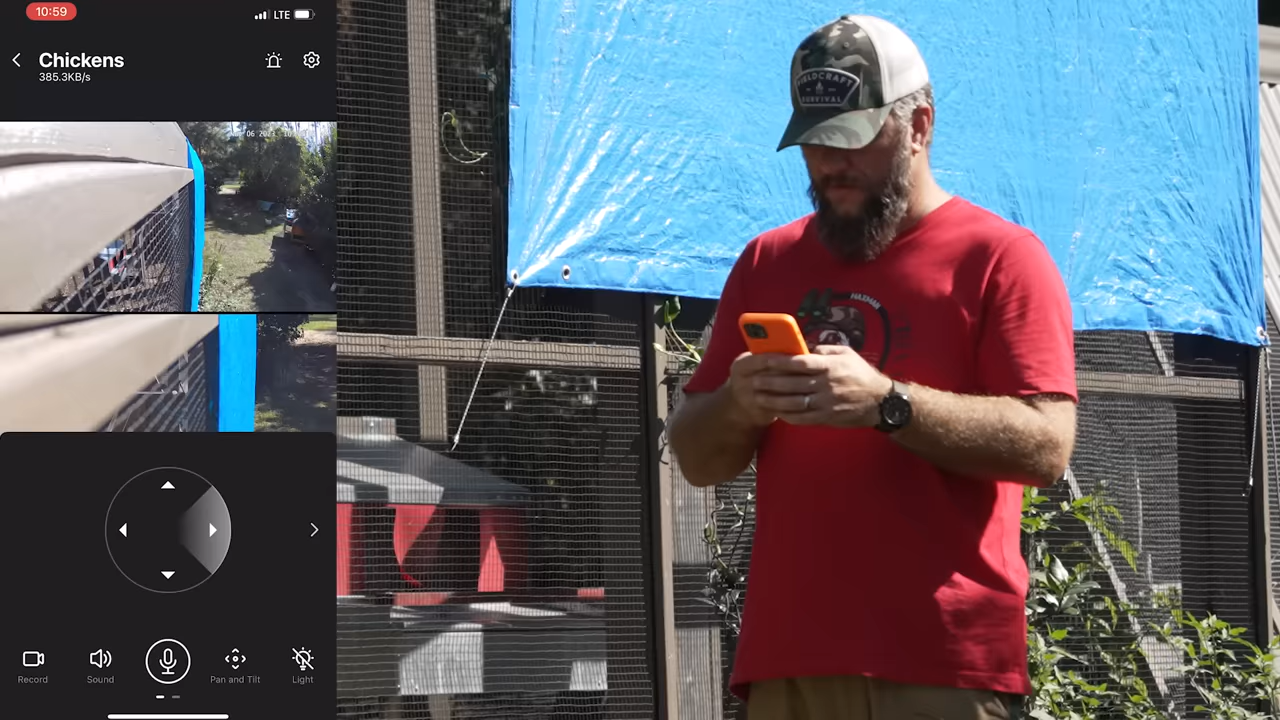 10:59
LTE
Chickens
385.3KB/s
Record
Sound
Pan and Tilt
Light
FIELDCRAFT
SURVIVAL